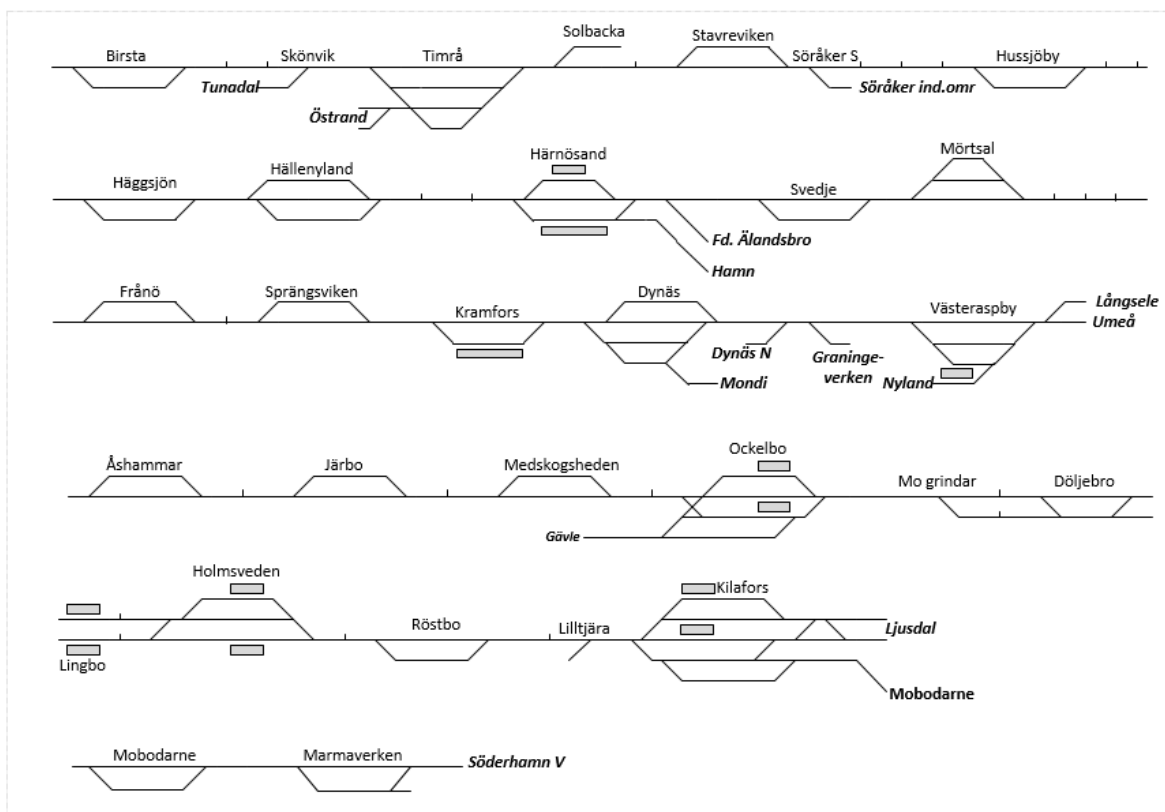 Birsta
Tunadal
Skönvik
Timrå
Östrand
Solbacka
Stavreviken
Söråker S
Söråker ind.omr
Hussjöby
Häggsjön
Hällenyland
Härnösand
Fd. Älandsbro
Hamn
Svedje
Mörtsal
Frånö
Sprängsviken
Kramfors
Dynäs
Mondi
Dynäs N
Graninge-
verken
Västeraspby
Nyland
Långsele
Umeå
Åshammar
Järbo
Medskogsheden
Ockelbo
Gävle
Mo grindar
Döljebro
Lingbo
Holmsveden
Röstbo
Lilltjära
Kilafors
Ljusdal
Mobodarne
Mobodarne
Marmaverken
Söderhamn V